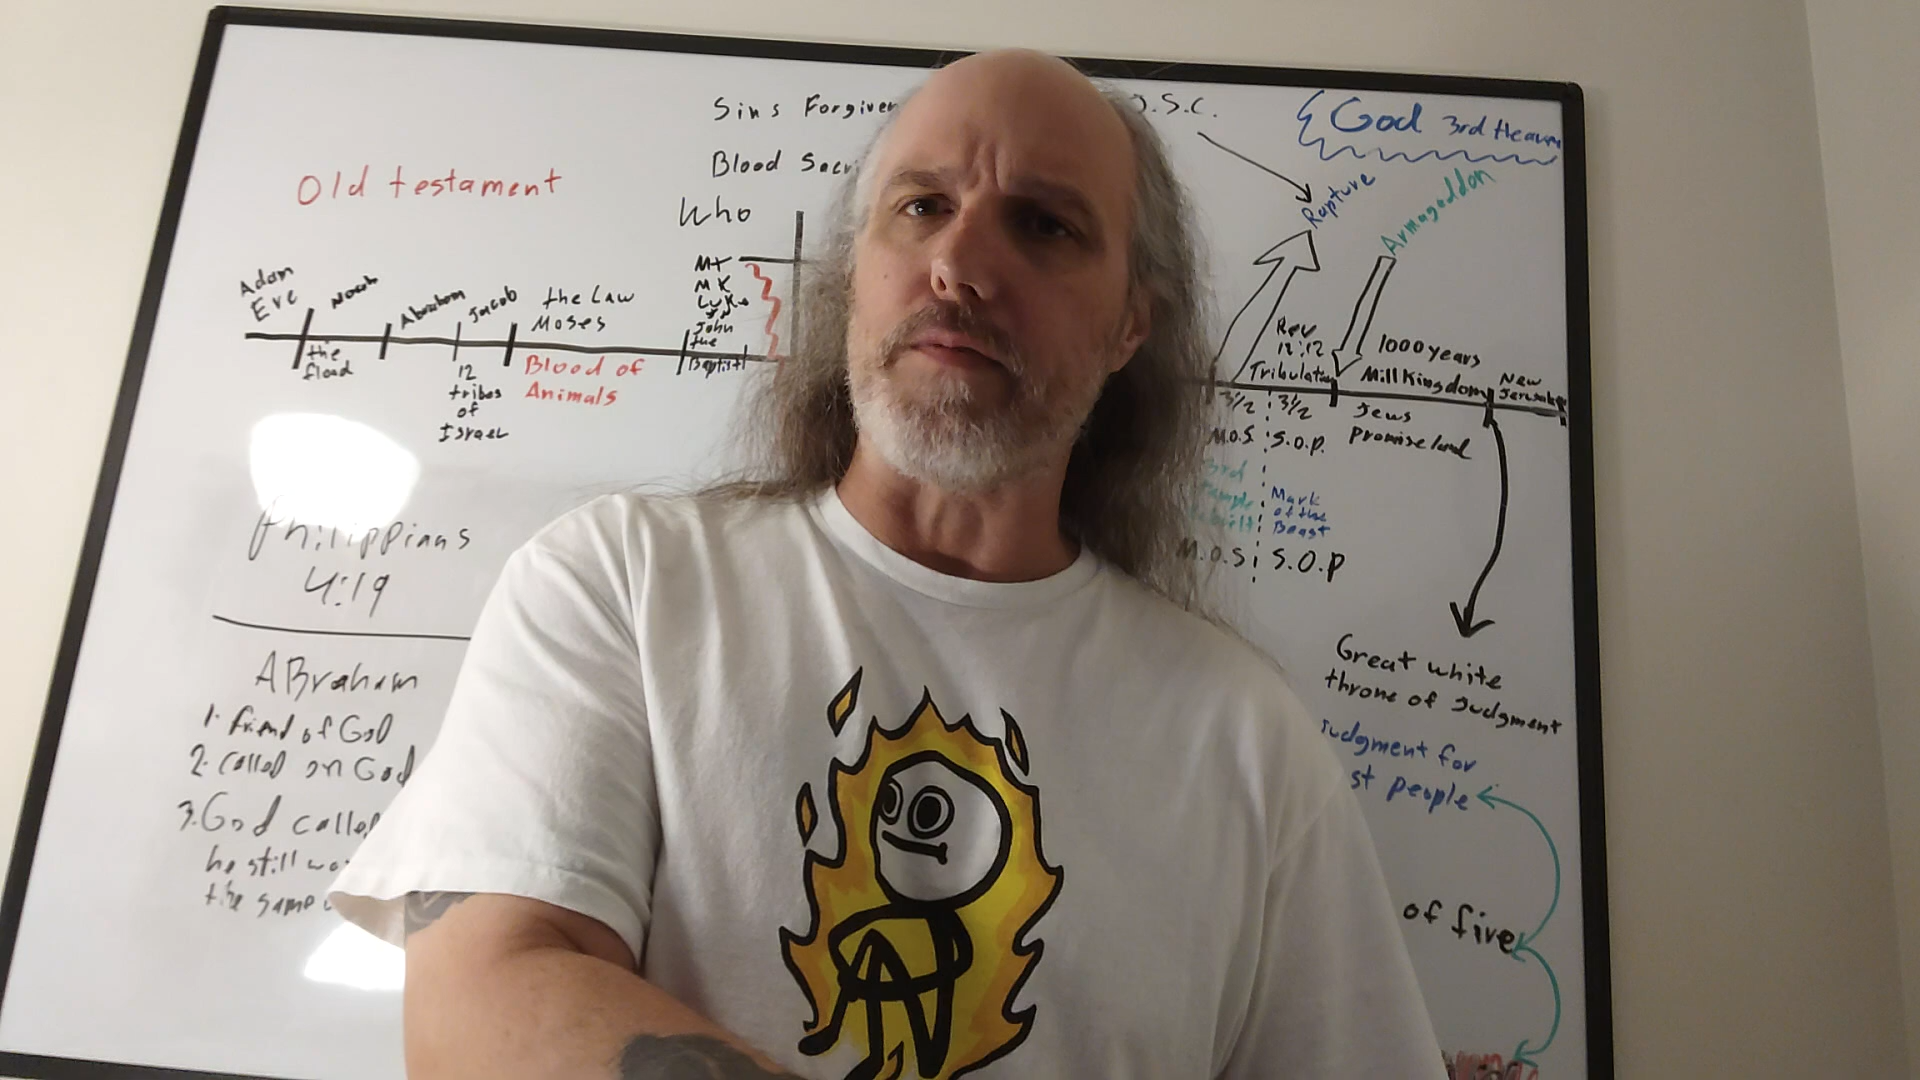 Sins Forgiven
Blood
Who
Old testament
Adam
Eve
Noah
the
flood
Abraham
Jacob
12
tribes
of
Israel
the Law
Moses
Blood of
Animals
MT
MK
Luke
John
the
Baptist
Philippians
4:19
ABraham
1. friend of God
2. called on God
3. God called
he still
the same
.S.C.
God 3rd Heaven
Rapture
Armageddon
Rev
12:12
Tribulation
3 1/2 3 1/2
M.O.S. S.O.P.
3rd
Temple
Mark
of the
Beast
M.O.S S.O.P
1000 years
Mill Kingdom
Jews
Promise land
New
Jerusalem
Great white
throne of Judgment
Judgment for
st people
of fire